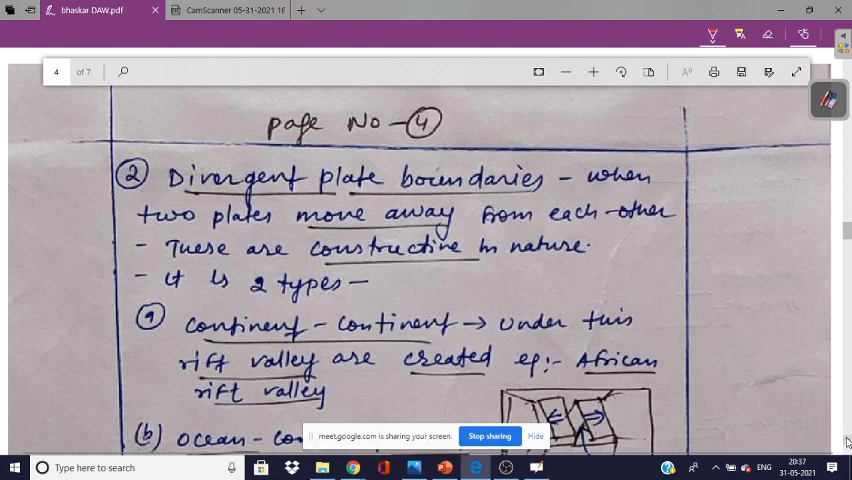 bhaskar DAW.pdf
CamScanner 05-31-2021 18
4 of 7
Page No - 4
② Divergent plate boundaries - when
two plates move away from each-other
- These are constructive in nature.
- it is 2 types -
ⓐ continent - continent → under this
rift valley are created eg:- African
rift valley
(b) ocean-con
meet.google.com is sharing your screen.
Stop sharing
Hide
Type here to search
ENG
20:37
31-05-2021